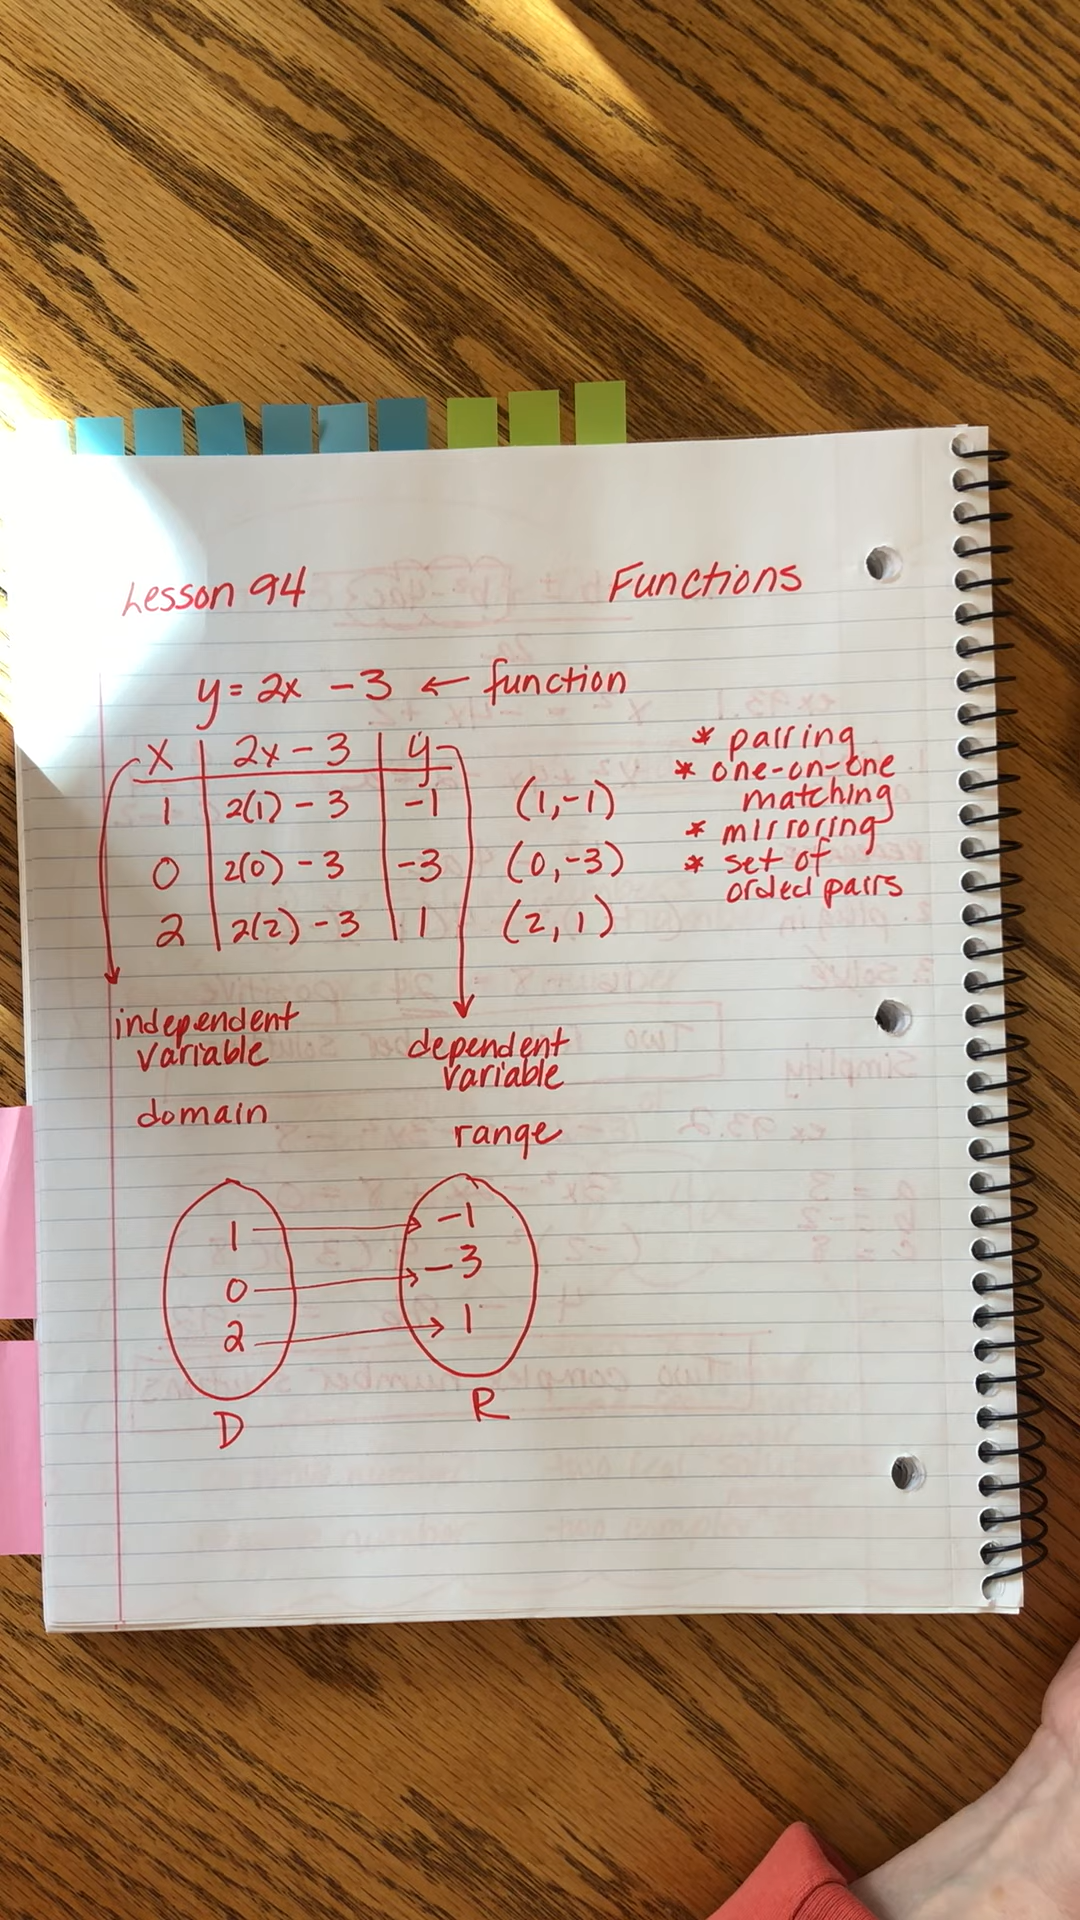 Lesson 94 Functions
y = 2x - 3 ← function
x | 2x - 3 | y
1 | 2(1) - 3 | -1 (1, -1)
0 | 2(0) - 3 | -3 (0, -3)
2 | 2(2) - 3 | 1 (2, 1)
* pairing
* one-on-one
matching
* mirroring
* set of
orded pairs
independent
variable
domain
dependent
variable
range
1 → -1
0 → -3
2 → 1
D R